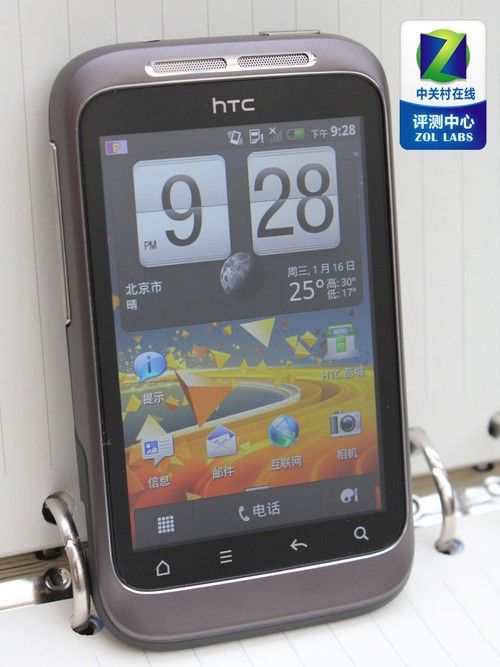 中关村在线
评测中心
ZOL LABS
hTC
下午 9:28
9 28
PM
北京市
晴
周三, 1 月 16 日
25° 高: 30°
低: 17°
提示
HTC 商城
信息
邮件
互联网
相机
电话